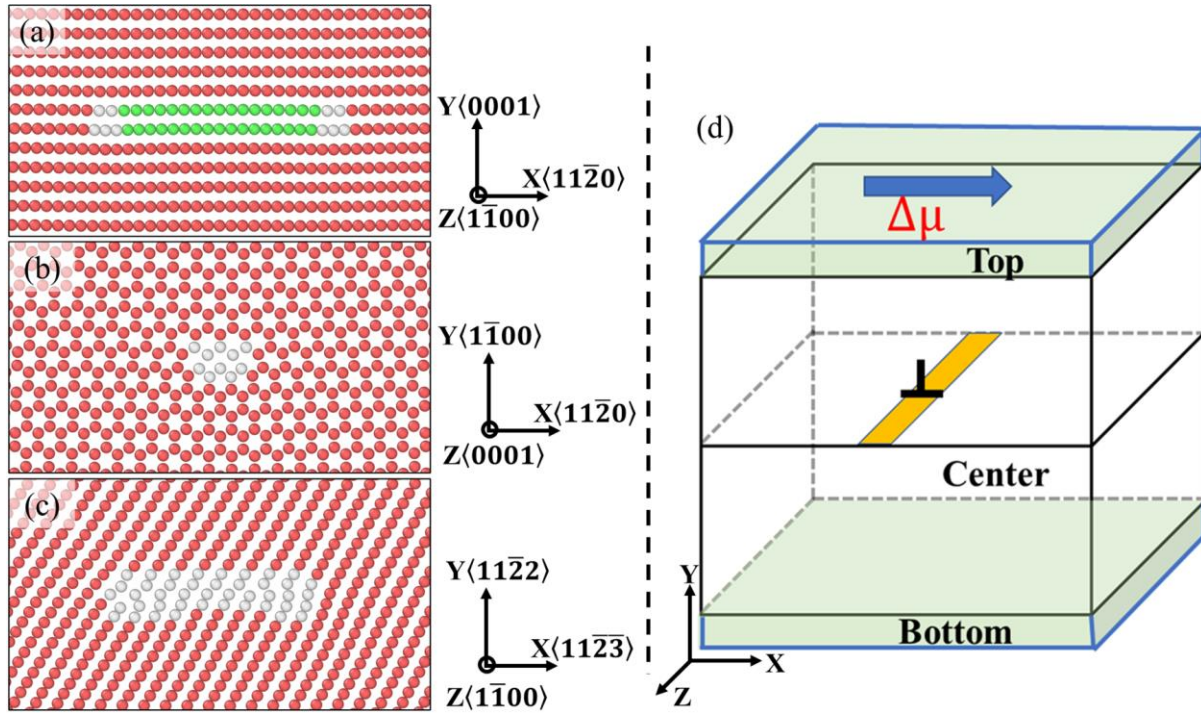 (a)
Y⟨0001⟩
X⟨112̅0⟩
Z⟨11̅00⟩
(b)
Y⟨11̅00⟩
X⟨112̅0⟩
Z⟨0001⟩
(c)
Y⟨112̅2⟩
X⟨112̅3̅⟩
Z⟨11̅00⟩
(d)
Δμ
Top
⊥
Center
Bottom
Y
X
Z